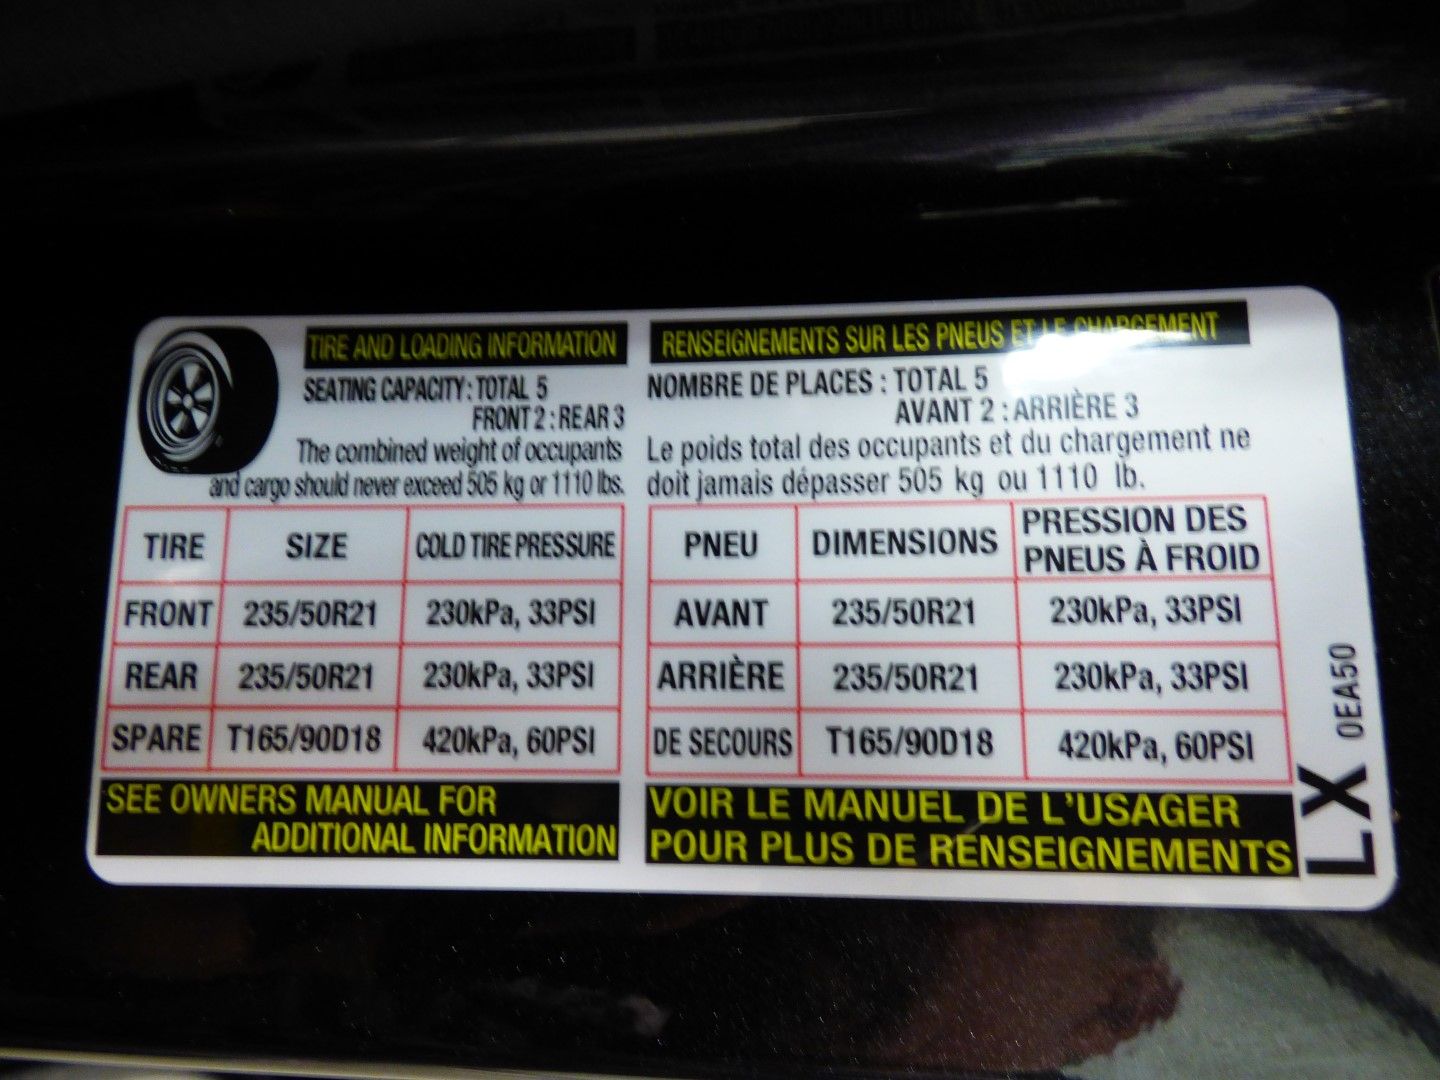 TIRE AND LOADING INFORMATION
SEATING CAPACITY: TOTAL 5
FRONT 2 : REAR 3
The combined weight of occupants
and cargo should never exceed 505 kg or 1110 lbs.
TIRE SIZE COLD TIRE PRESSURE
FRONT 235/50R21 230kPa, 33PSI
REAR 235/50R21 230kPa, 33PSI
SPARE T165/90D18 420kPa, 60PSI
SEE OWNERS MANUAL FOR
ADDITIONAL INFORMATION
RENSEIGNEMENTS SUR LES PNEUS ET LE CHARGEMENT
NOMBRE DE PLACES : TOTAL 5
AVANT 2 : ARRIÈRE 3
Le poids total des occupants et du chargement ne
doit jamais dépasser 505 kg ou 1110 lb.
PNEU DIMENSIONS PRESSION DES
PNEUS À FROID
AVANT 235/50R21 230kPa, 33PSI
ARRIÈRE 235/50R21 230kPa, 33PSI
DE SECOURS T165/90D18 420kPa, 60PSI
VOIR LE MANUEL DE L'USAGER
POUR PLUS DE RENSEIGNEMENTS
LX 0EA50